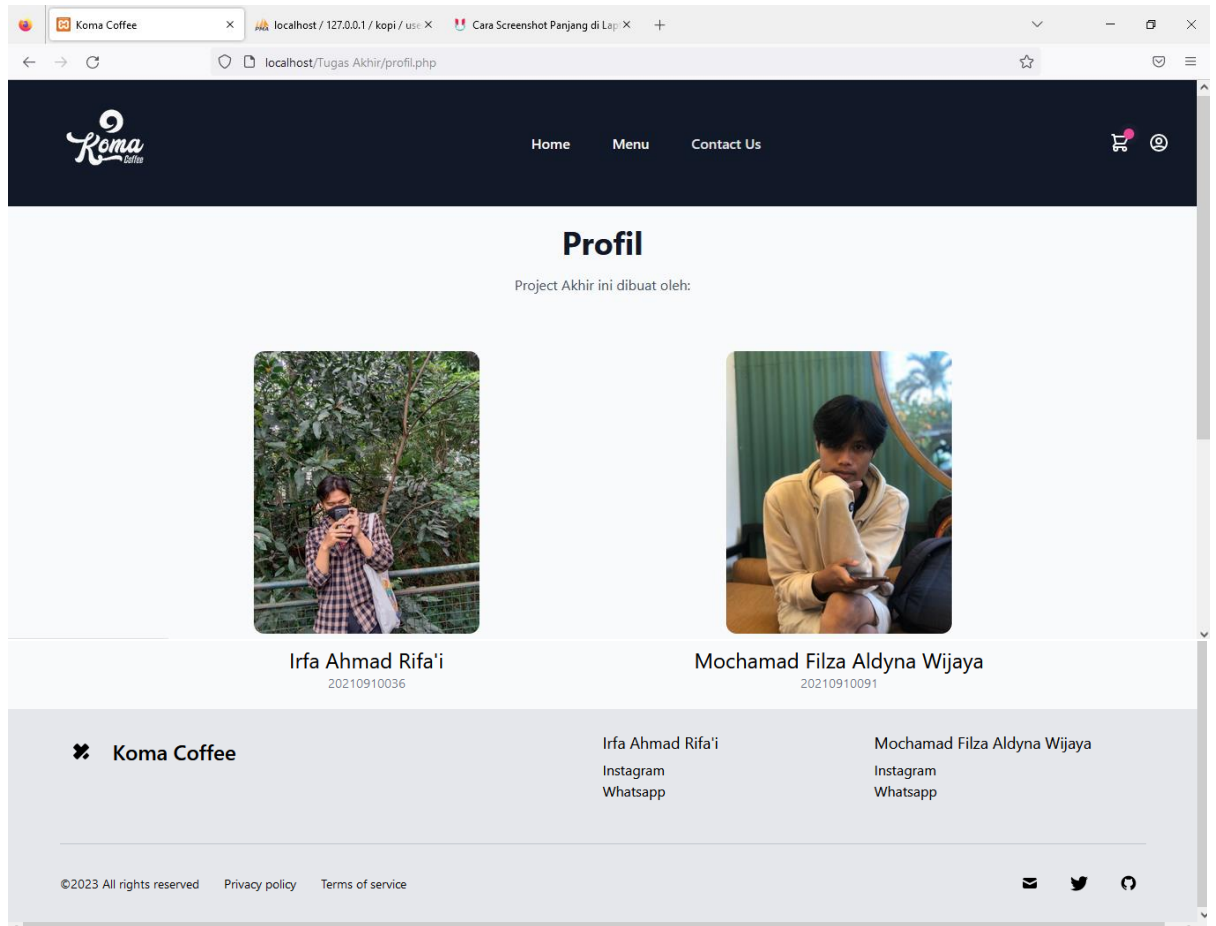 Koma Coffee
localhost / 127.0.0.1 / kopi / use
Cara Screenshot Panjang di Lap
localhost/Tugas Akhir/profil.php
Koma
Coffee
Home Menu Contact Us
Profil
Project Akhir ini dibuat oleh:
Irfa Ahmad Rifa'i
20210910036
Mochamad Filza Aldyna Wijaya
20210910091
Koma Coffee
Irfa Ahmad Rifa'i
Instagram
Whatsapp
Mochamad Filza Aldyna Wijaya
Instagram
Whatsapp
©2023 All rights reserved Privacy policy Terms of service